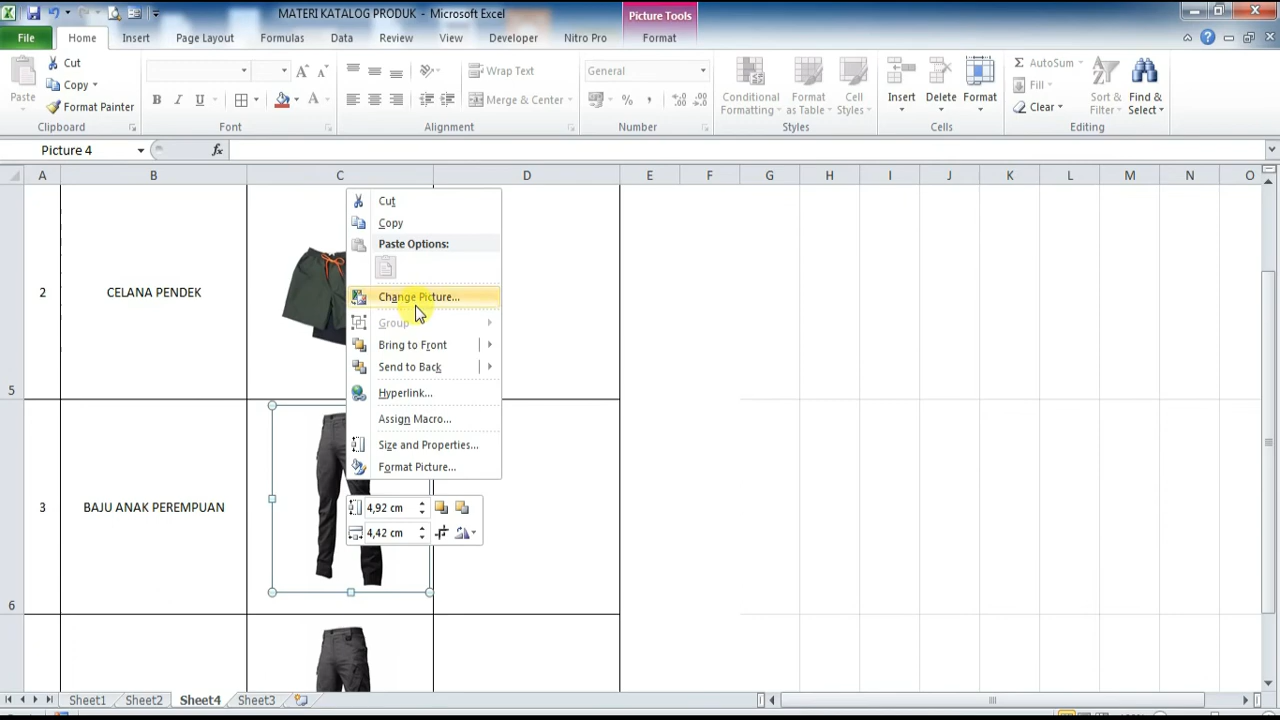 MATERI KATALOG PRODUK - Microsoft Excel
Picture Tools
File Home Insert Page Layout Formulas Data Review View Developer Nitro Pro Format
Paste
Cut
Copy
Format Painter
Clipboard
B I U A A A
Font
Wrap Text
Merge & Center
Alignment
General
%
Number
Conditional Formatting
Format as Table
Cell Styles
Styles
Insert
Delete
Format
Cells
AutoSum
Fill
Clear
Sort & Filter
Find & Select
Editing
Picture 4 fx
A B C D E F G H I J K L M N O
2 CELANA PENDEK
5
3 BAJU ANAK PEREMPUAN
6
Cut
Copy
Paste Options:
Change Picture...
Group
Bring to Front
Send to Back
Hyperlink...
Assign Macro...
Size and Properties...
Format Picture...
4,92 cm
4,42 cm
Sheet1 Sheet2 Sheet4 Sheet3